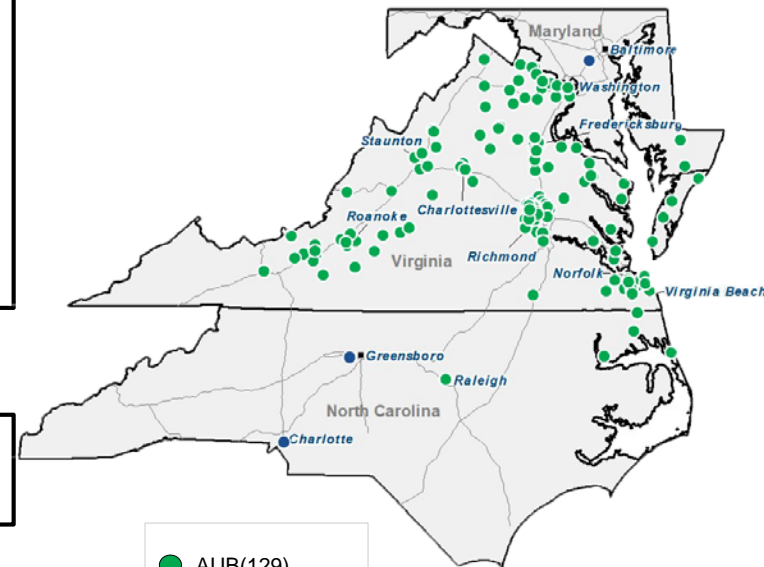 Maryland
Baltimore
Washington
Fredericksburg
Staunton
Roanoke
Charlottesville
Virginia
Richmond
Norfolk
Virginia Beach
Greensboro
Raleigh
North Carolina
Charlotte
AUB(129)